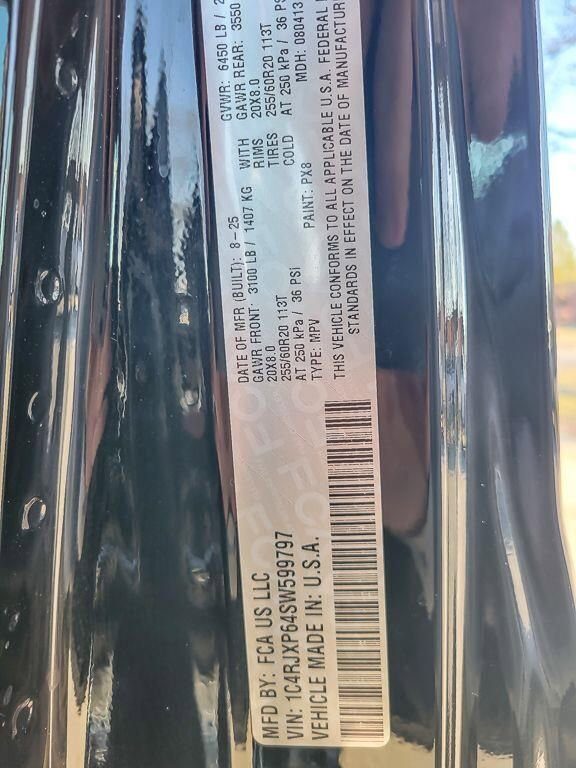 MFD BY: FCA US LLC
DATE OF MFR (BUILT): 8-25
GVWR: 6450 LB /
GAWR FRONT: 3100 LB / 1407 KG WITH GAWR REAR: 3550
20X8.0 RIMS 20X8.0
255/60R20 113T TIRES 255/60R20 113T
AT 250 kPa / 36 PSi COLD AT 250 kPa / 36
VIN: 1C4RJXP64SW599797
TYPE: MPV
PAINT: PX8
MDH: 080413
VEHICLE MADE IN: U.S.A.
THIS VEHICLE CONFORMS TO ALL APPLICABLE U.S.A. FEDERAL
STANDARDS IN EFFECT ON THE DATE OF MANUFACTURE